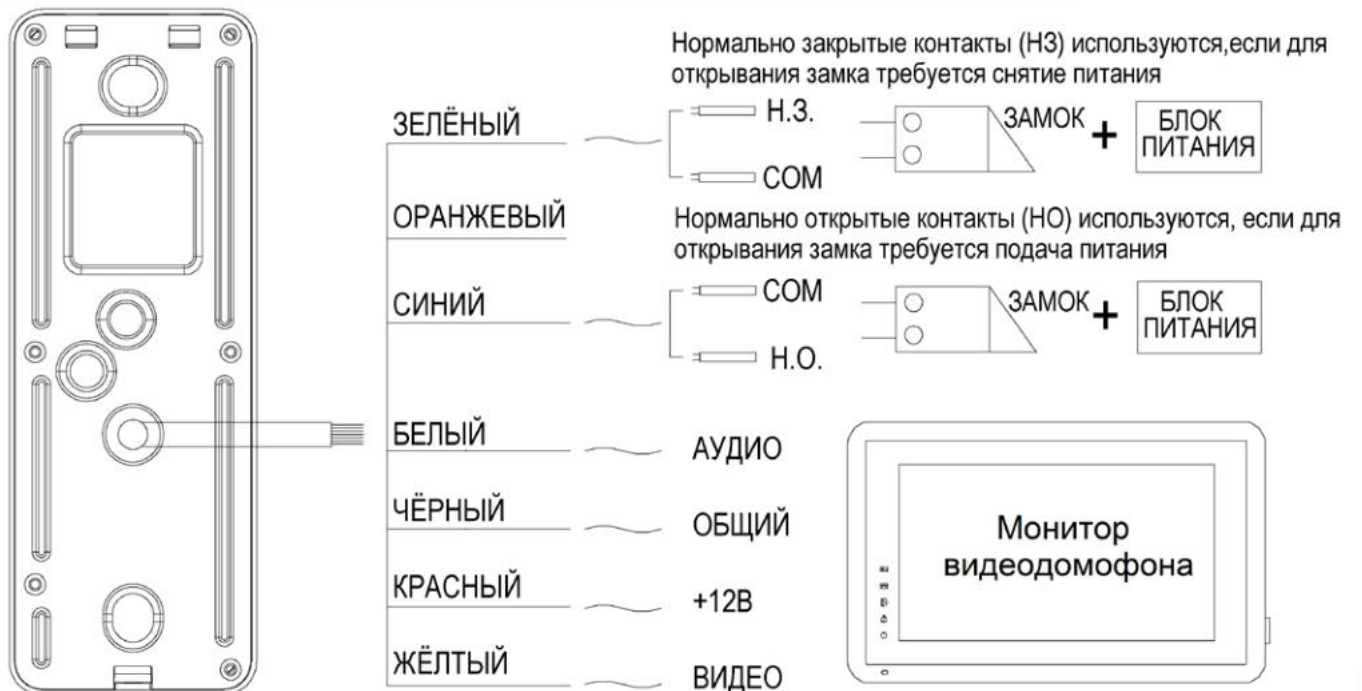 Нормально закрытые контакты (НЗ) используются,если для
открывания замка требуется снятие питания
ЗЕЛЁНЫЙ
Н.З.
COM
ЗАМОК
+
БЛОК
ПИТАНИЯ
ОРАНЖЕВЫЙ
Нормально открытые контакты (НО) используются, если для
открывания замка требуется подача питания
СИНИЙ
COM
Н.О.
ЗАМОК
+
БЛОК
ПИТАНИЯ
БЕЛЫЙ
АУДИО
ЧЁРНЫЙ
ОБЩИЙ
КРАСНЫЙ
+12В
ЖЁЛТЫЙ
ВИДЕО
Монитор
видеодомофона